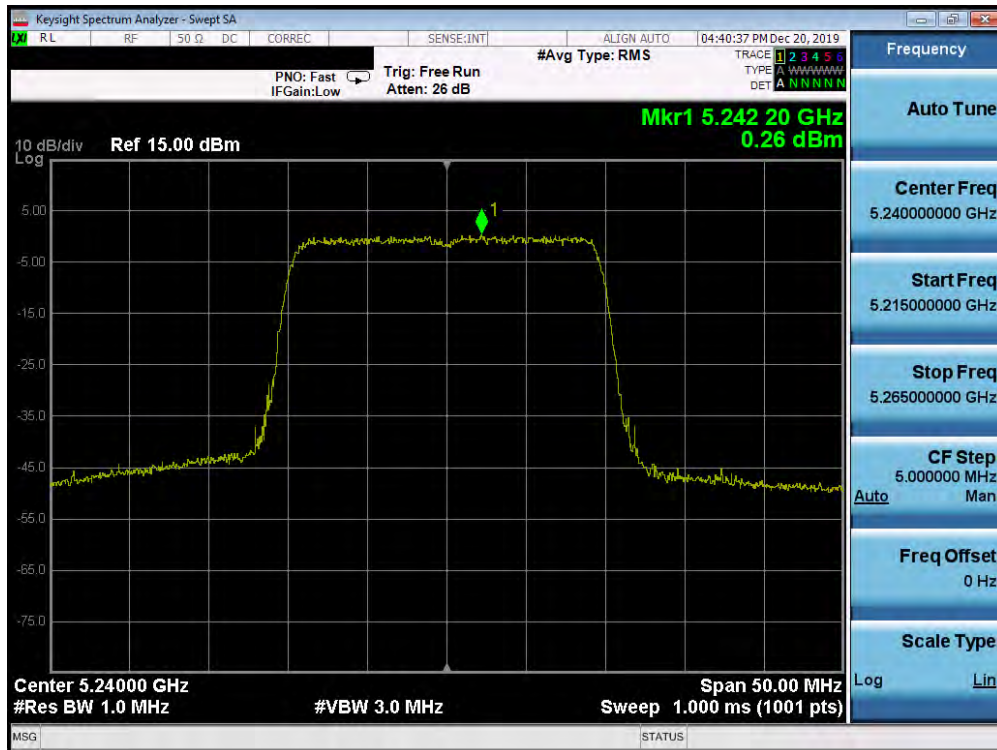 Keysight Spectrum Analyzer - Swept SA
LXI RL RF 50 Ω DC CORREC SENSE:INT ALIGN AUTO 04:40:37 PM Dec 20, 2019
#Avg Type: RMS TRACE 1 2 3 4 5 6
PNO: Fast Trig: Free Run TYPE A WWWWW
IFGain:Low Atten: 26 dB DET A N N N N N
Mkr1 5.242 20 GHz
0.26 dBm
10 dB/div Ref 15.00 dBm
Log
1
5.00
-5.00
-15.0
-25.0
-35.0
-45.0
-55.0
-65.0
-75.0
Center 5.24000 GHz Span 50.00 MHz
#Res BW 1.0 MHz #VBW 3.0 MHz Sweep 1.000 ms (1001 pts)
MSG STATUS
Frequency
Auto Tune
Center Freq
5.240000000 GHz
Start Freq
5.215000000 GHz
Stop Freq
5.265000000 GHz
CF Step
5.000000 MHz
Auto Man
Freq Offset
0 Hz
Scale Type
Log Lin